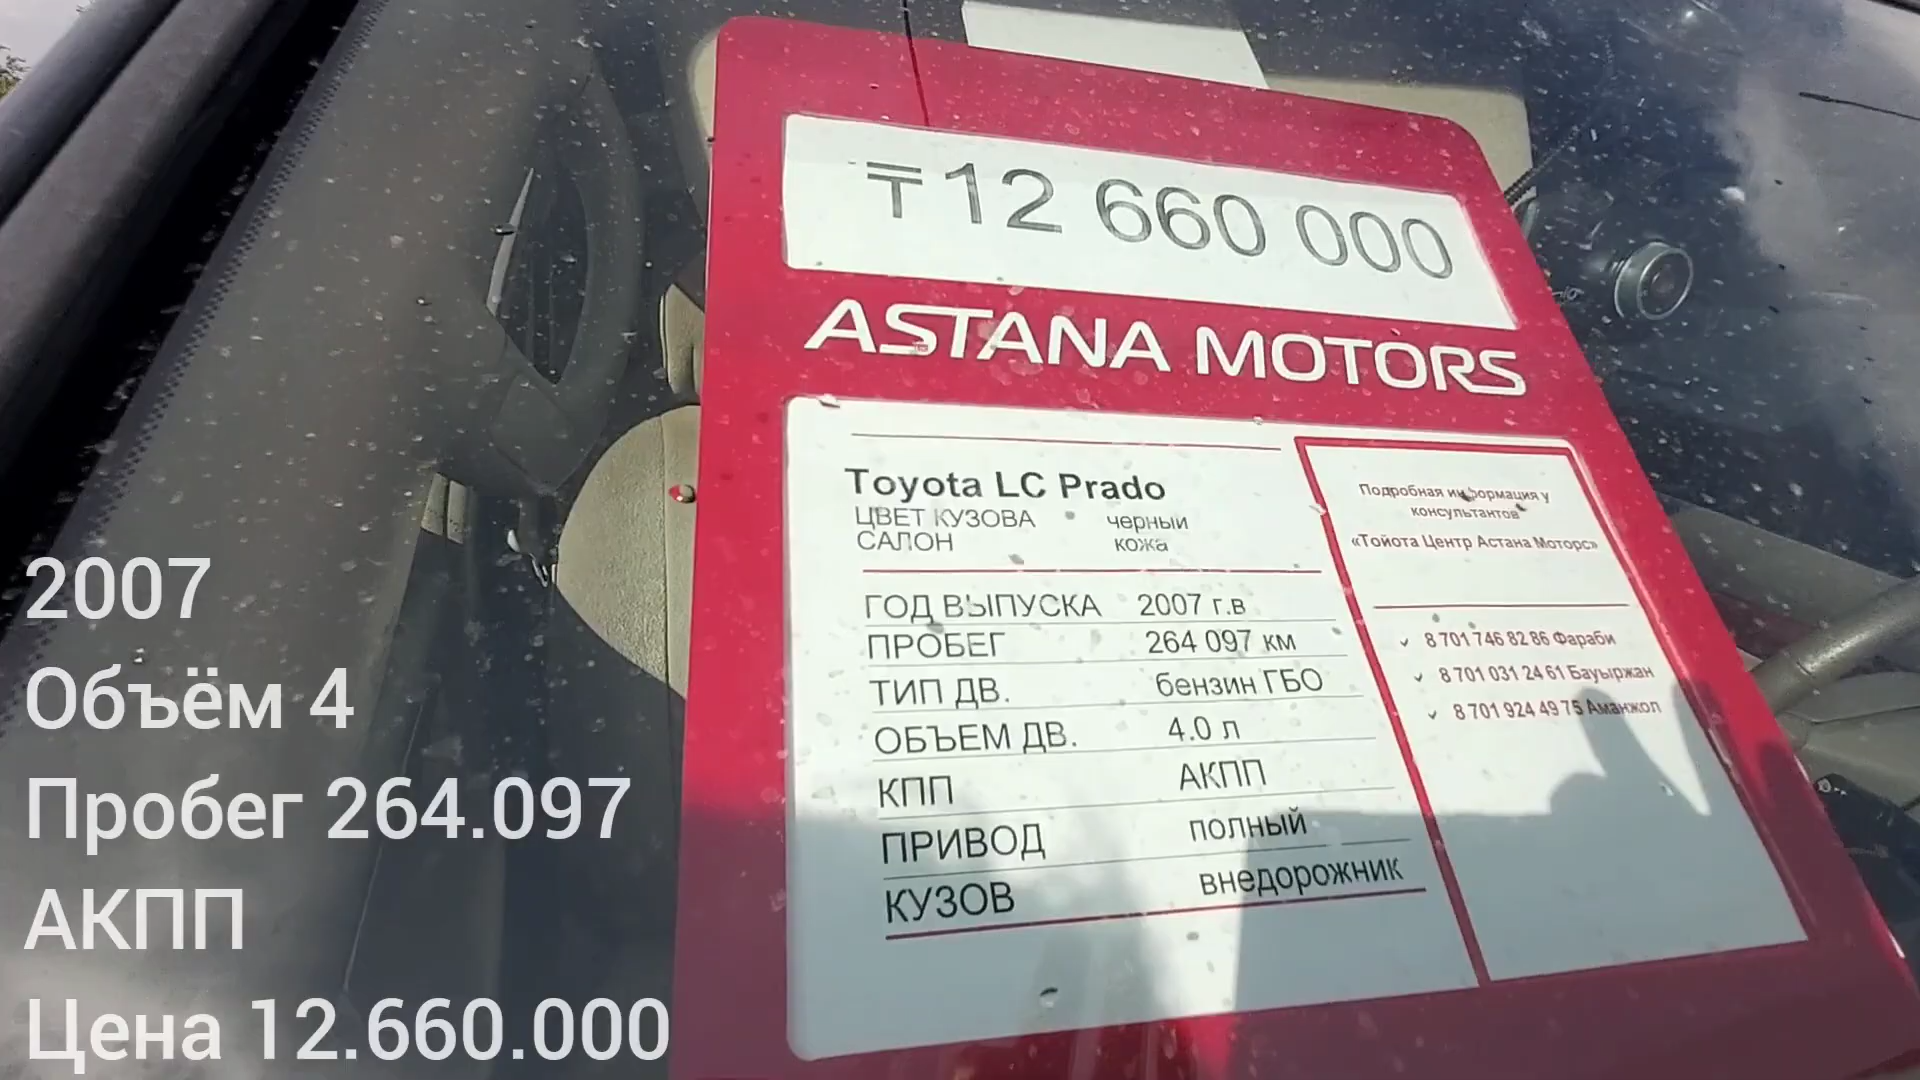 ₸12 660 000
ASTANA MOTORS
Toyota LC Prado
ЦВЕТ КУЗОВА черный
САЛОН кожа
ГОД ВЫПУСКА 2007 г.в
ПРОБЕГ 264 097 км
ТИП ДВ. бензин ГБО
ОБЪЕМ ДВ. 4.0 л
КПП АКПП
ПРИВОД полный
КУЗОВ внедорожник
Подробная информация у
консультантов
«Тойота Центр Астана Моторс»
8 701 746 82 86 Фараби
8 701 031 24 61 Бауыржан
8 701 924 49 75 Аманжол
2007
Объём 4
Пробег 264.097
АКПП
Цена 12.660.000